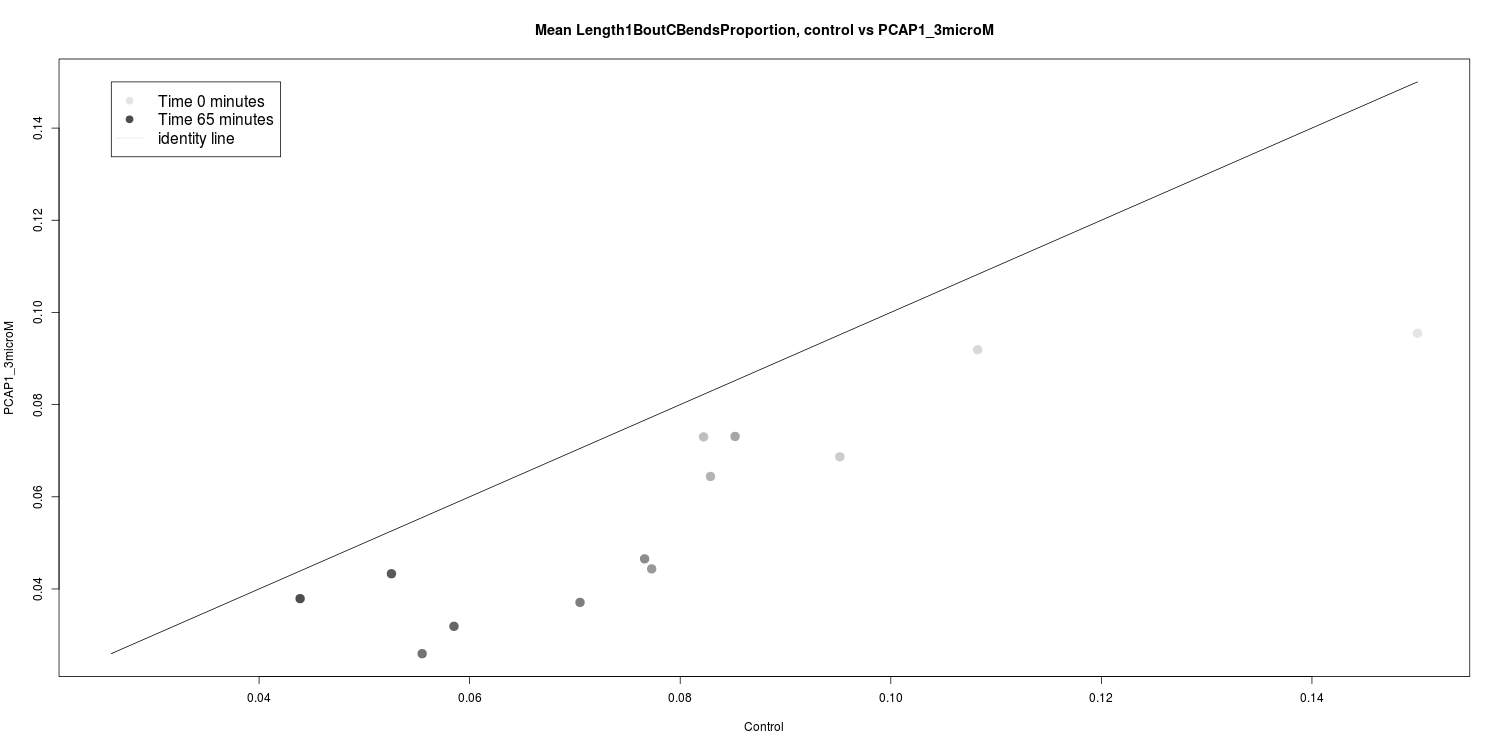 Mean Length1BoutCBendsProportion, control vs PCAP1_3microM
Time 0 minutes
Time 65 minutes
identity line
PCAP1_3microM
0.14
0.12
0.10
0.08
0.06
0.04
0.04
0.06
0.08
0.10
0.12
0.14
Control